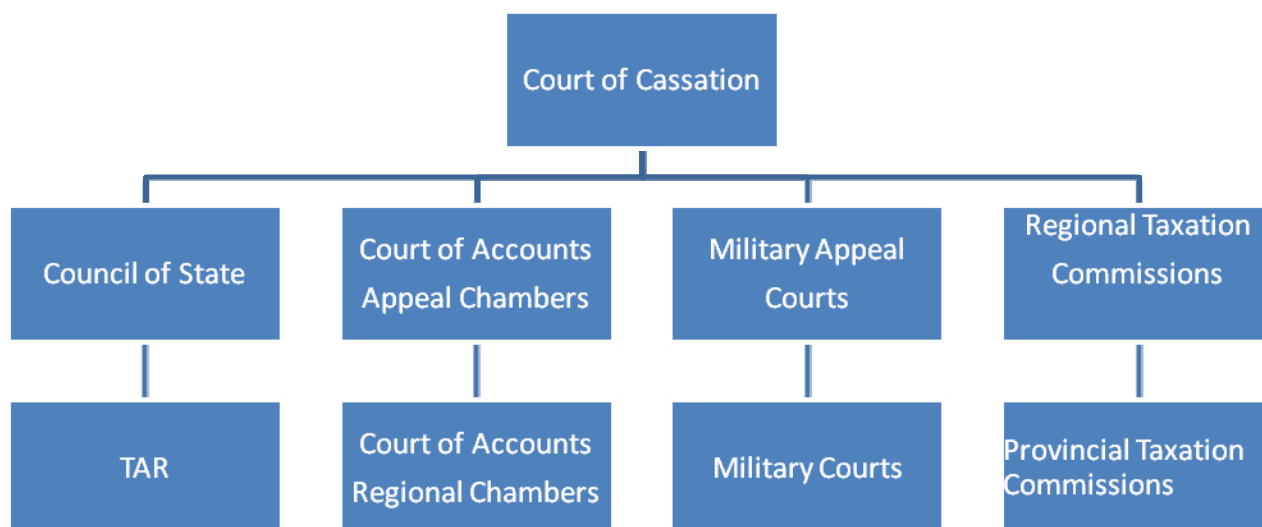 Court of Cassation
Council of State
Court of Accounts
Appeal Chambers
Military Appeal
Courts
Regional Taxation
Commissions
TAR
Court of Accounts
Regional Chambers
Military Courts
Provincial Taxation
Commissions